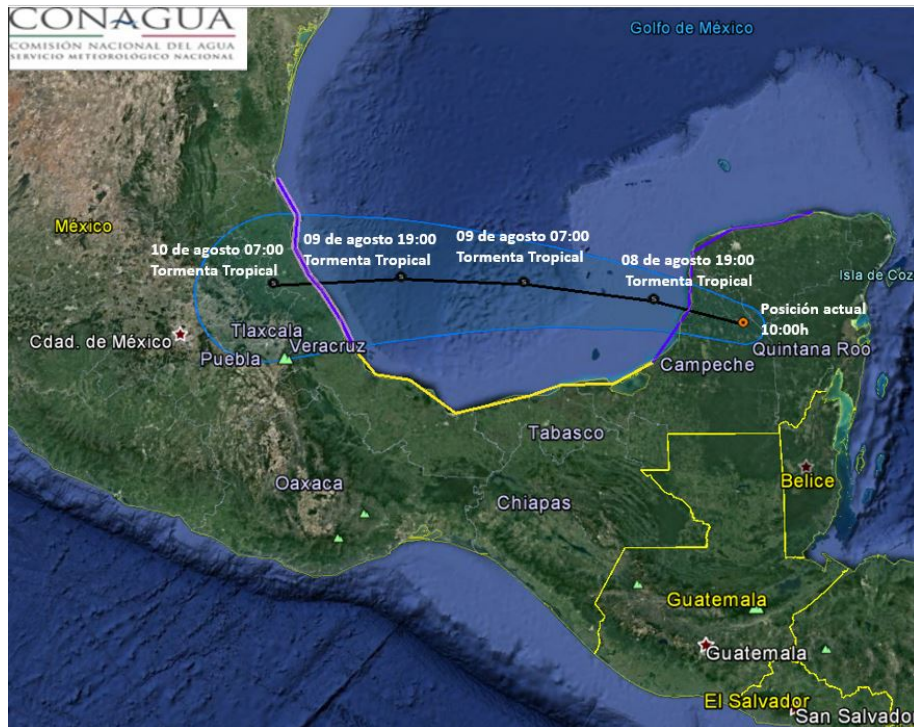 CONAGUA
COMISIÓN NACIONAL DEL AGUA
SERVICIO METEOROLÓGICO NACIONAL
Golfo de México
México
10 de agosto 07:00
Tormenta Tropical
09 de agosto 19:00
Tormenta Tropical
09 de agosto 07:00
Tormenta Tropical
08 de agosto 19:00
Tormenta Tropical
Isla de Coz
Posición actual
10:00h
Cdad. de México
Tlaxcala
Puebla
Veracruz
Campeche
Quintana Roo
Tabasco
Oaxaca
Chiapas
Belice
Guatemala
Guatemala
El Salvador
San Salvador